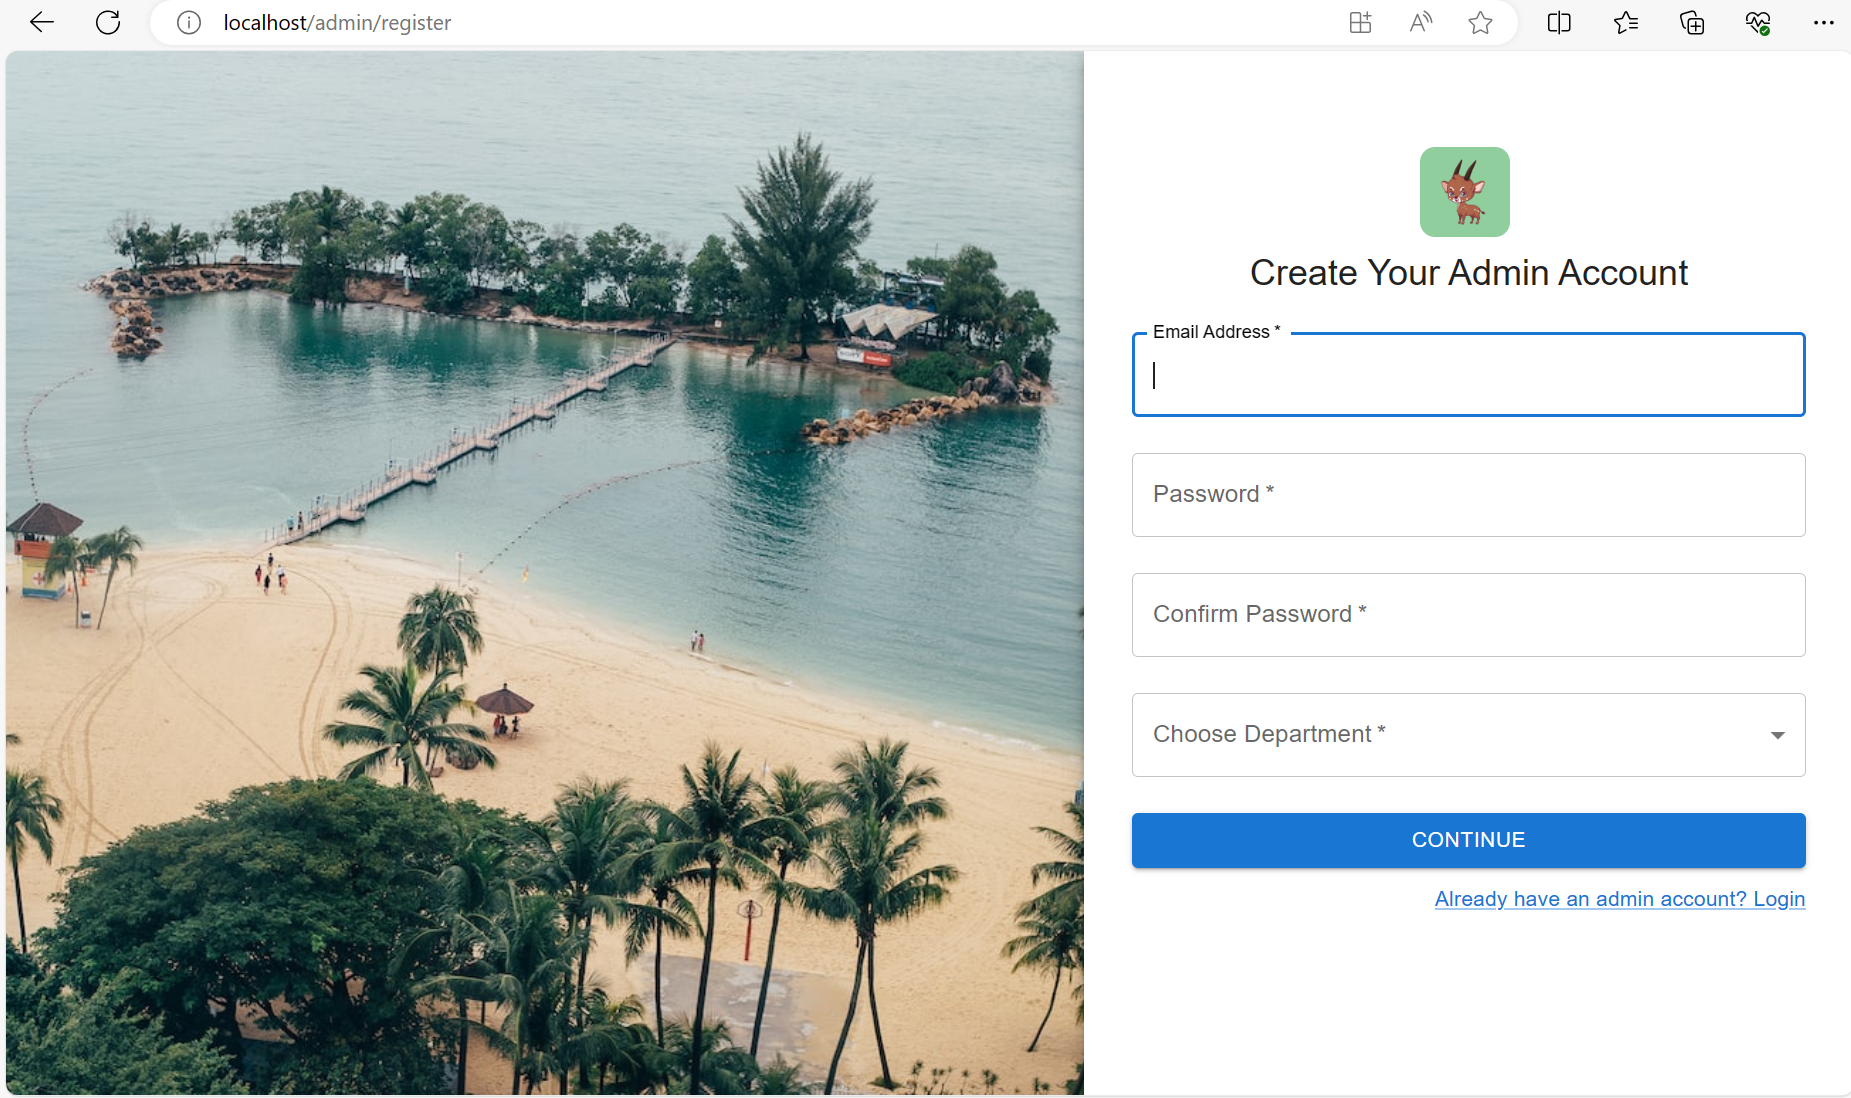 localhost/admin/register
Create Your Admin Account
Email Address *
Password *
Confirm Password *
Choose Department *
CONTINUE
Already have an admin account? Login